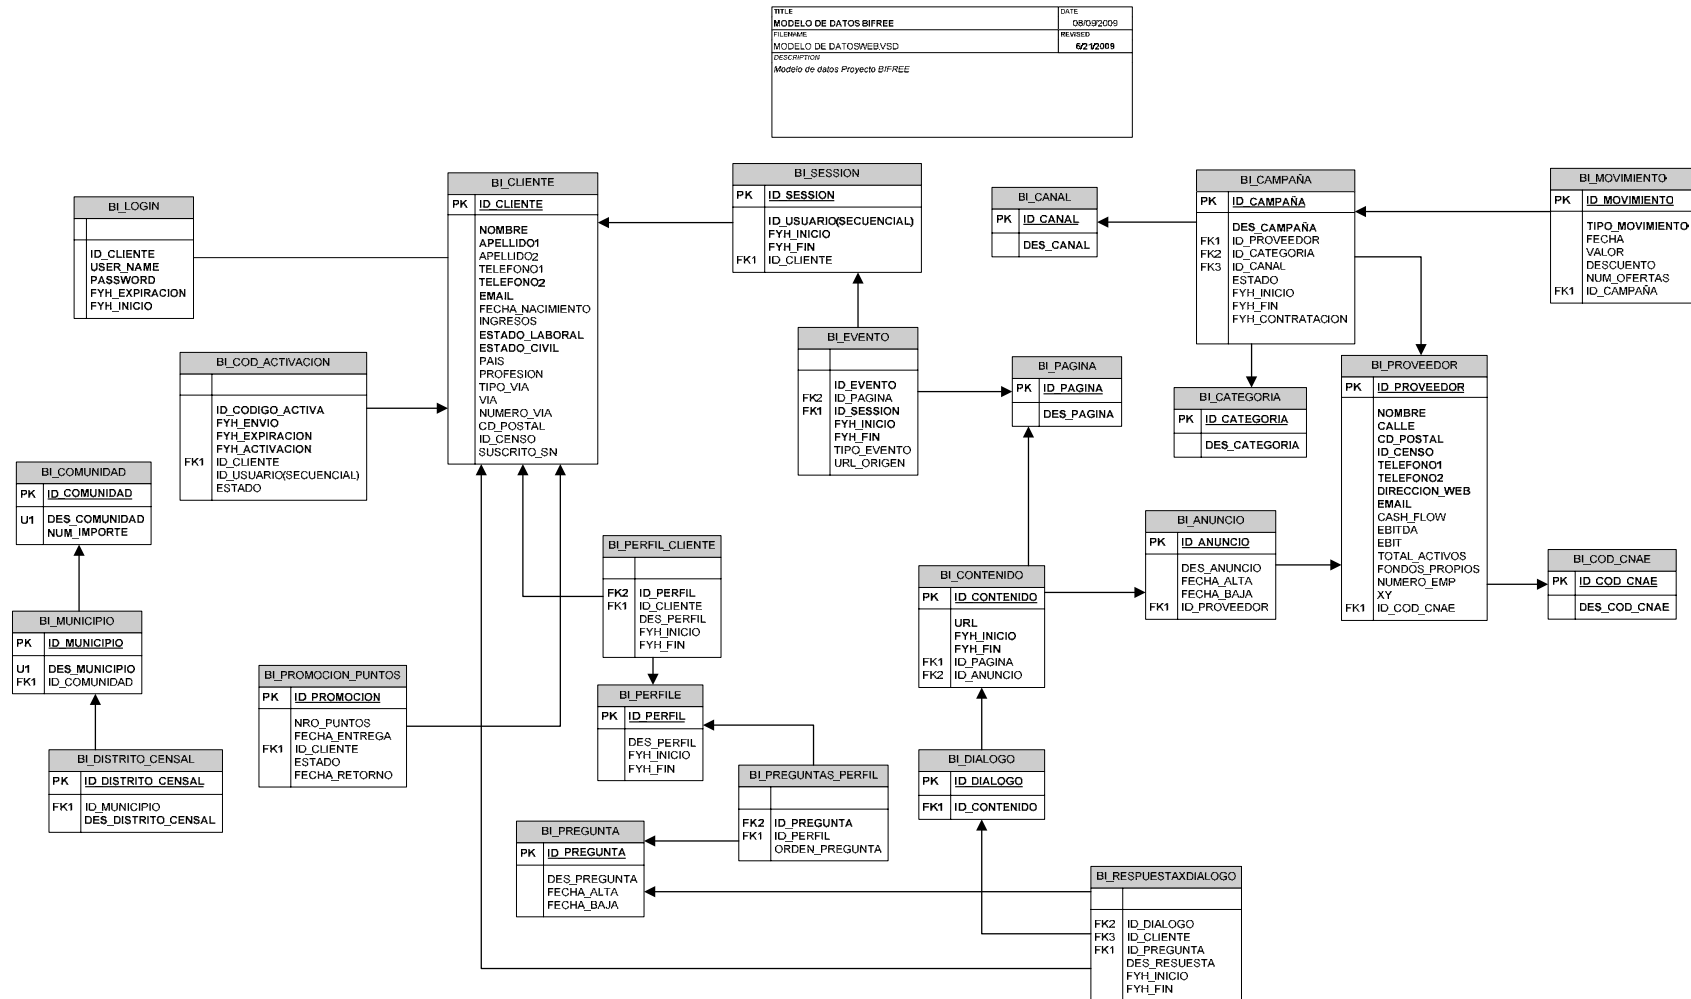 TITLE
MODELO DE DATOS BIFREE
DATE
08/09/2009
FILENAME
MODELO DE DATOSWEB.VSD
REVISED
6/21/2009
DESCRIPTION
Modelo de datos Proyecto BIFREE
BI_LOGIN
ID_CLIENTE
USER_NAME
PASSWORD
FYH_EXPIRACION
FYH_INICIO
BI_CLIENTE
PK ID_CLIENTE
NOMBRE
APELLIDO1
APELLIDO2
TELEFONO1
TELEFONO2
EMAIL
FECHA_NACIMIENTO
INGRESOS
ESTADO_LABORAL
ESTADO_CIVIL
PAIS
PROFESION
TIPO_VIA
VIA
NUMERO_VIA
CD_POSTAL
ID_CENSO
SUSCRITO_SN
BI_SESSION
PK ID_SESSION
ID_USUARIO(SECUENCIAL)
FYH_INICIO
FYH_FIN
FK1 ID_CLIENTE
BI_CANAL
PK ID_CANAL
DES_CANAL
BI_CAMPAÑA
PK ID_CAMPAÑA
DES_CAMPAÑA
FK1 ID_PROVEEDOR
FK2 ID_CATEGORIA
FK3 ID_CANAL
ESTADO
FYH_INICIO
FYH_FIN
FYH_CONTRATACION
BI_MOVIMIENTO
PK ID_MOVIMIENTO
TIPO_MOVIMIENTO
FECHA
VALOR
DESCUENTO
NUM_OFERTAS
FK1 ID_CAMPAÑA
BI_COD_ACTIVACION
ID_CODIGO_ACTIVA
FYH_ENVIO
FYH_EXPIRACION
FYH_ACTIVACION
FK1 ID_CLIENTE
ID_USUARIO(SECUENCIAL)
ESTADO
BI_EVENTO
ID_EVENTO
FK2 ID_PAGINA
FK1 ID_SESSION
FYH_INICIO
FYH_FIN
TIPO_EVENTO
URL_ORIGEN
BI_PAGINA
PK ID_PAGINA
DES_PAGINA
BI_CATEGORIA
PK ID_CATEGORIA
DES_CATEGORIA
BI_PROVEEDOR
PK ID_PROVEEDOR
NOMBRE
CALLE
CD_POSTAL
ID_CENSO
TELEFONO1
TELEFONO2
DIRECCION_WEB
EMAIL
CASH_FLOW
EBITDA
EBIT
TOTAL_ACTIVOS
FONDOS_PROPIOS
NUMERO_EMP
XY
FK1 ID_COD_CNAE
BI_COMUNIDAD
PK ID_COMUNIDAD
U1 DES_COMUNIDAD
NUM_IMPORTE
BI_PERFIL_CLIENTE
FK2 ID_PERFIL
FK1 ID_CLIENTE
DES_PERFIL
FYH_INICIO
FYH_FIN
BI_CONTENIDO
PK ID_CONTENIDO
URL
FYH_INICIO
FYH_FIN
FK1 ID_PAGINA
FK2 ID_ANUNCIO
BI_ANUNCIO
PK ID_ANUNCIO
DES_ANUNCIO
FECHA_ALTA
FECHA_BAJA
FK1 ID_PROVEEDOR
BI_COD_CNAE
PK ID_COD_CNAE
DES_COD_CNAE
BI_MUNICIPIO
PK ID_MUNICIPIO
U1 DES_MUNICIPIO
FK1 ID_COMUNIDAD
BI_PROMOCION_PUNTOS
PK ID_PROMOCION
NRO_PUNTOS
FECHA_ENTREGA
FK1 ID_CLIENTE
ESTADO
FECHA_RETORNO
BI_PERFILE
PK ID_PERFIL
DES_PERFIL
FYH_INICIO
FYH_FIN
BI_DISTRITO_CENSAL
PK ID_DISTRITO_CENSAL
FK1 ID_MUNICIPIO
DES_DISTRITO_CENSAL
BI_PREGUNTAS_PERFIL
FK2 ID_PREGUNTA
FK1 ID_PERFIL
ORDEN_PREGUNTA
BI_DIALOGO
PK ID_DIALOGO
FK1 ID_CONTENIDO
BI_PREGUNTA
PK ID_PREGUNTA
DES_PREGUNTA
FECHA_ALTA
FECHA_BAJA
BI_RESPUESTAXDIALOGO
FK2 ID_DIALOGO
FK3 ID_CLIENTE
FK1 ID_PREGUNTA
DES_RESUESTA
FYH_INICIO
FYH_FIN